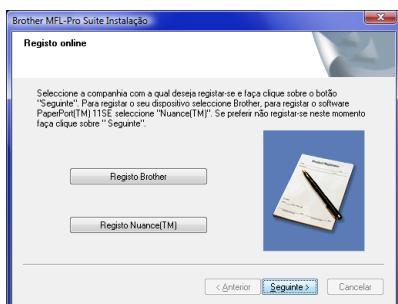 Brother MFL-Pro Suite Instalação
Registo online
Seleccione a companhia com a qual deseja registar-se e faça clique sobre o botão
"Seguinte". Para registar o seu dispositivo seleccione Brother, para registar o software
PaperPort(TM) 11SE seleccione "Nuance(TM)". Se preferir não registar-se neste momento
faça clique sobre " Seguinte".
Product Registration
Registo Brother
Registo Nuance(TM)
< Anterior
Seguinte >
Cancelar